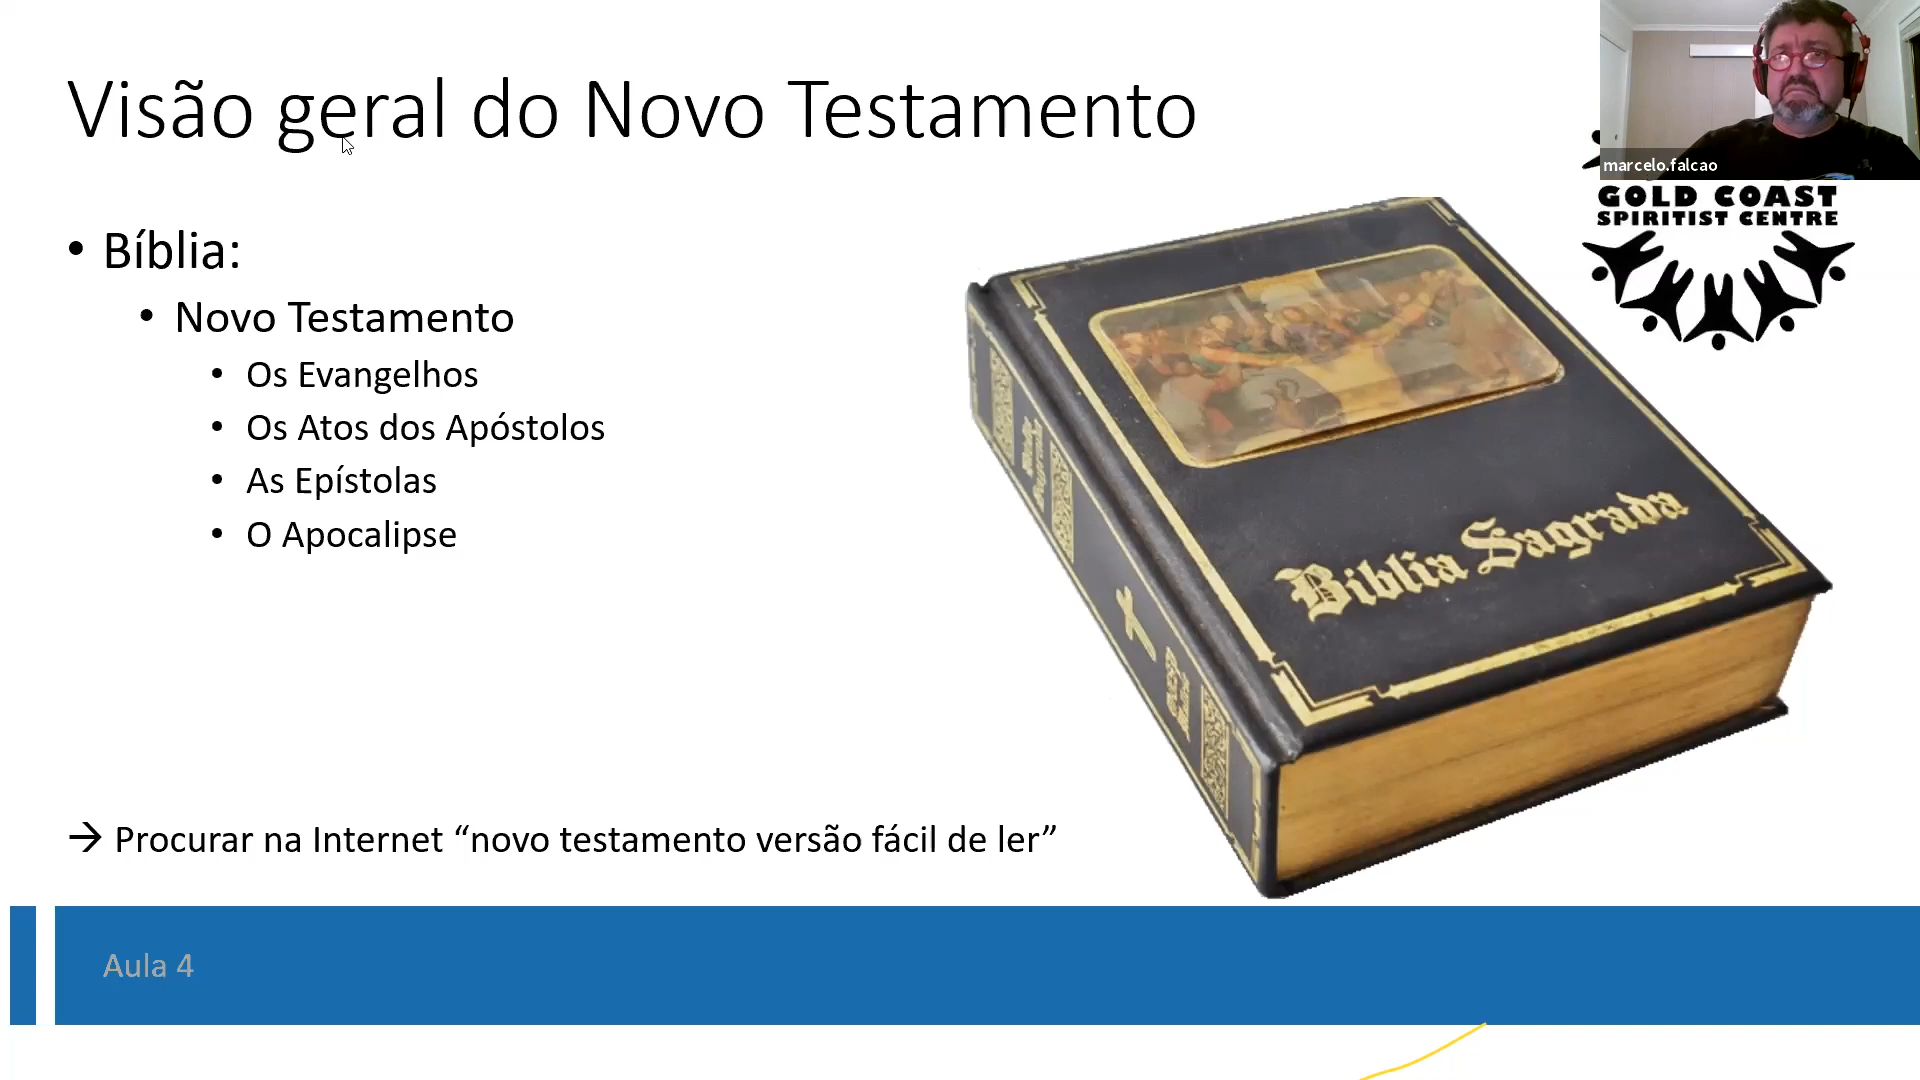 Visão geral do Novo Testamento
marcelo.falcao
GOLD COAST
SPIRITIST CENTRE
• Bíblia:
• Novo Testamento
• Os Evangelhos
• Os Atos dos Apóstolos
• As Epístolas
• O Apocalipse
Biblia Sagrada
→ Procurar na Internet “novo testamento versão fácil de ler”
Aula 4